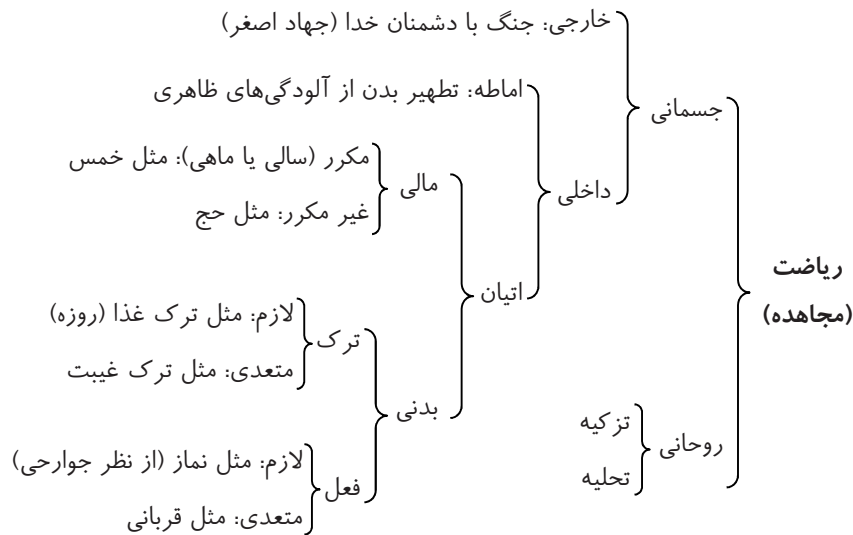 ریاضت
(مجاهده)
جسمانی
خارجی: جنگ با دشمنان خدا (جهاد اصغر)
داخلی
اماطه: تطهیر بدن از آلودگی‌های ظاهری
اتیان
مالی
مکرر (سالی یا ماهی): مثل خمس
غیر مکرر: مثل حج
بدنی
ترک
لازم: مثل ترک غذا (روزه)
متعدی: مثل ترک غیبت
فعل
لازم: مثل نماز (از نظر جوارحی)
متعدی: مثل قربانی
روحانی
تزکیه
تحلیه